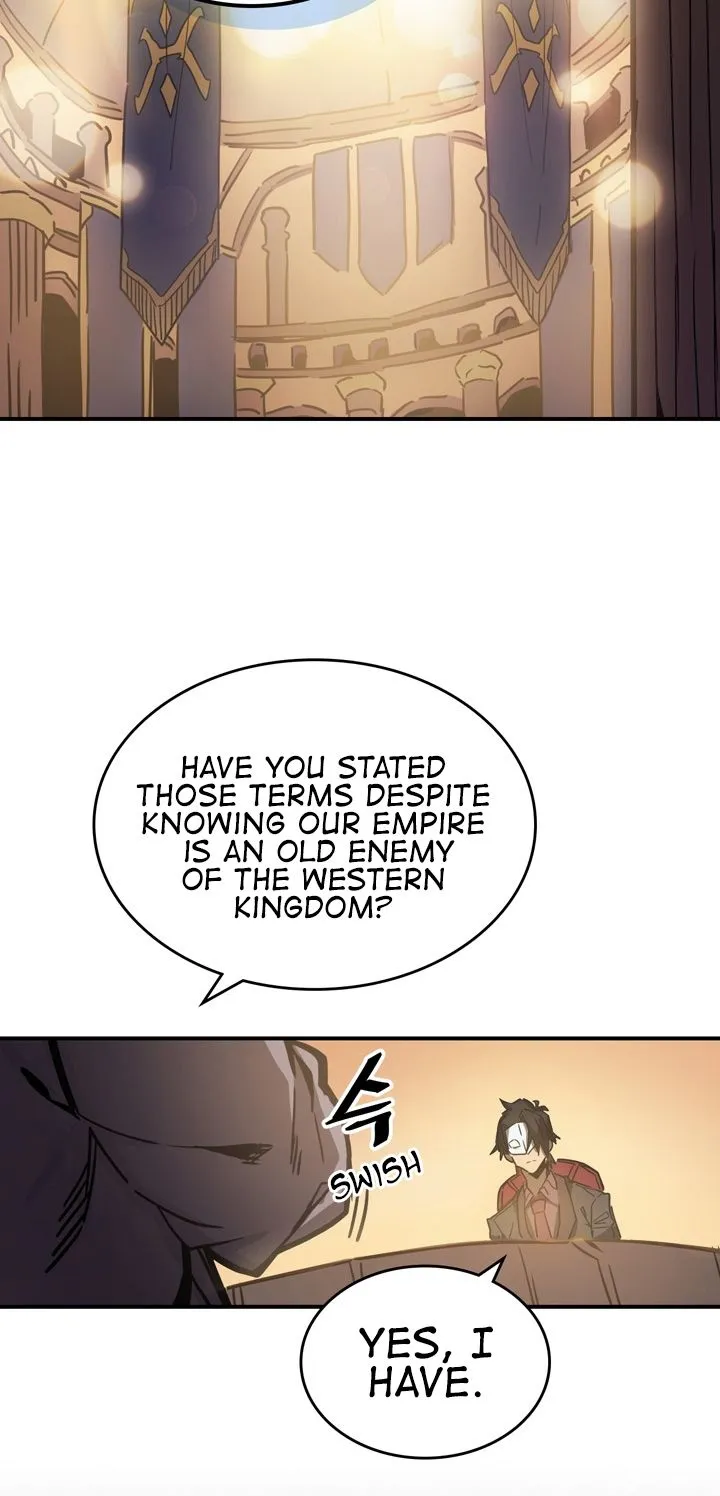 HAVE YOU STATED
THOSE TERMS DESPITE
KNOWING OUR EMPIRE
IS AN OLD ENEMY
OF THE WESTERN
KINGDOM?
슥
SWISH
YES, I
HAVE.